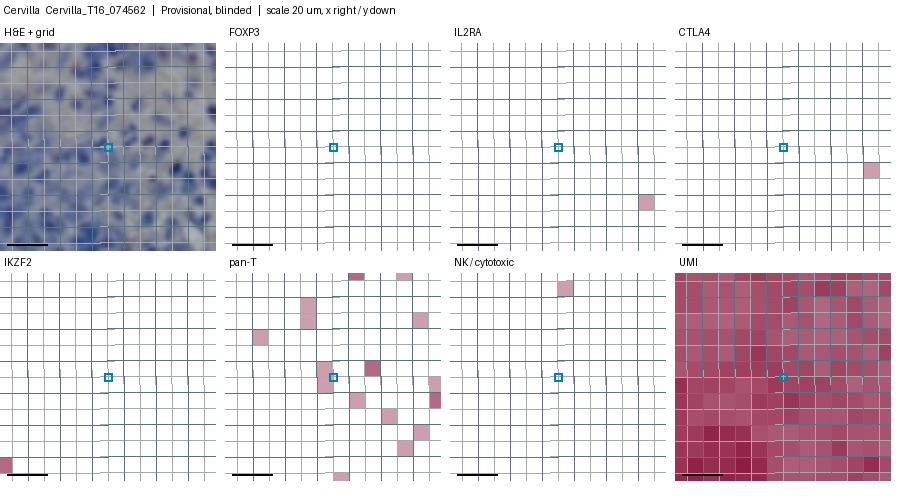 Cervilla Cervilla_T16_074562 | Provisional, blinded | scale 20 um, x right / y down
H&E + grid
FOXP3
IL2RA
CTLA4
IKZF2
pan-T
NK / cytotoxic
UMI